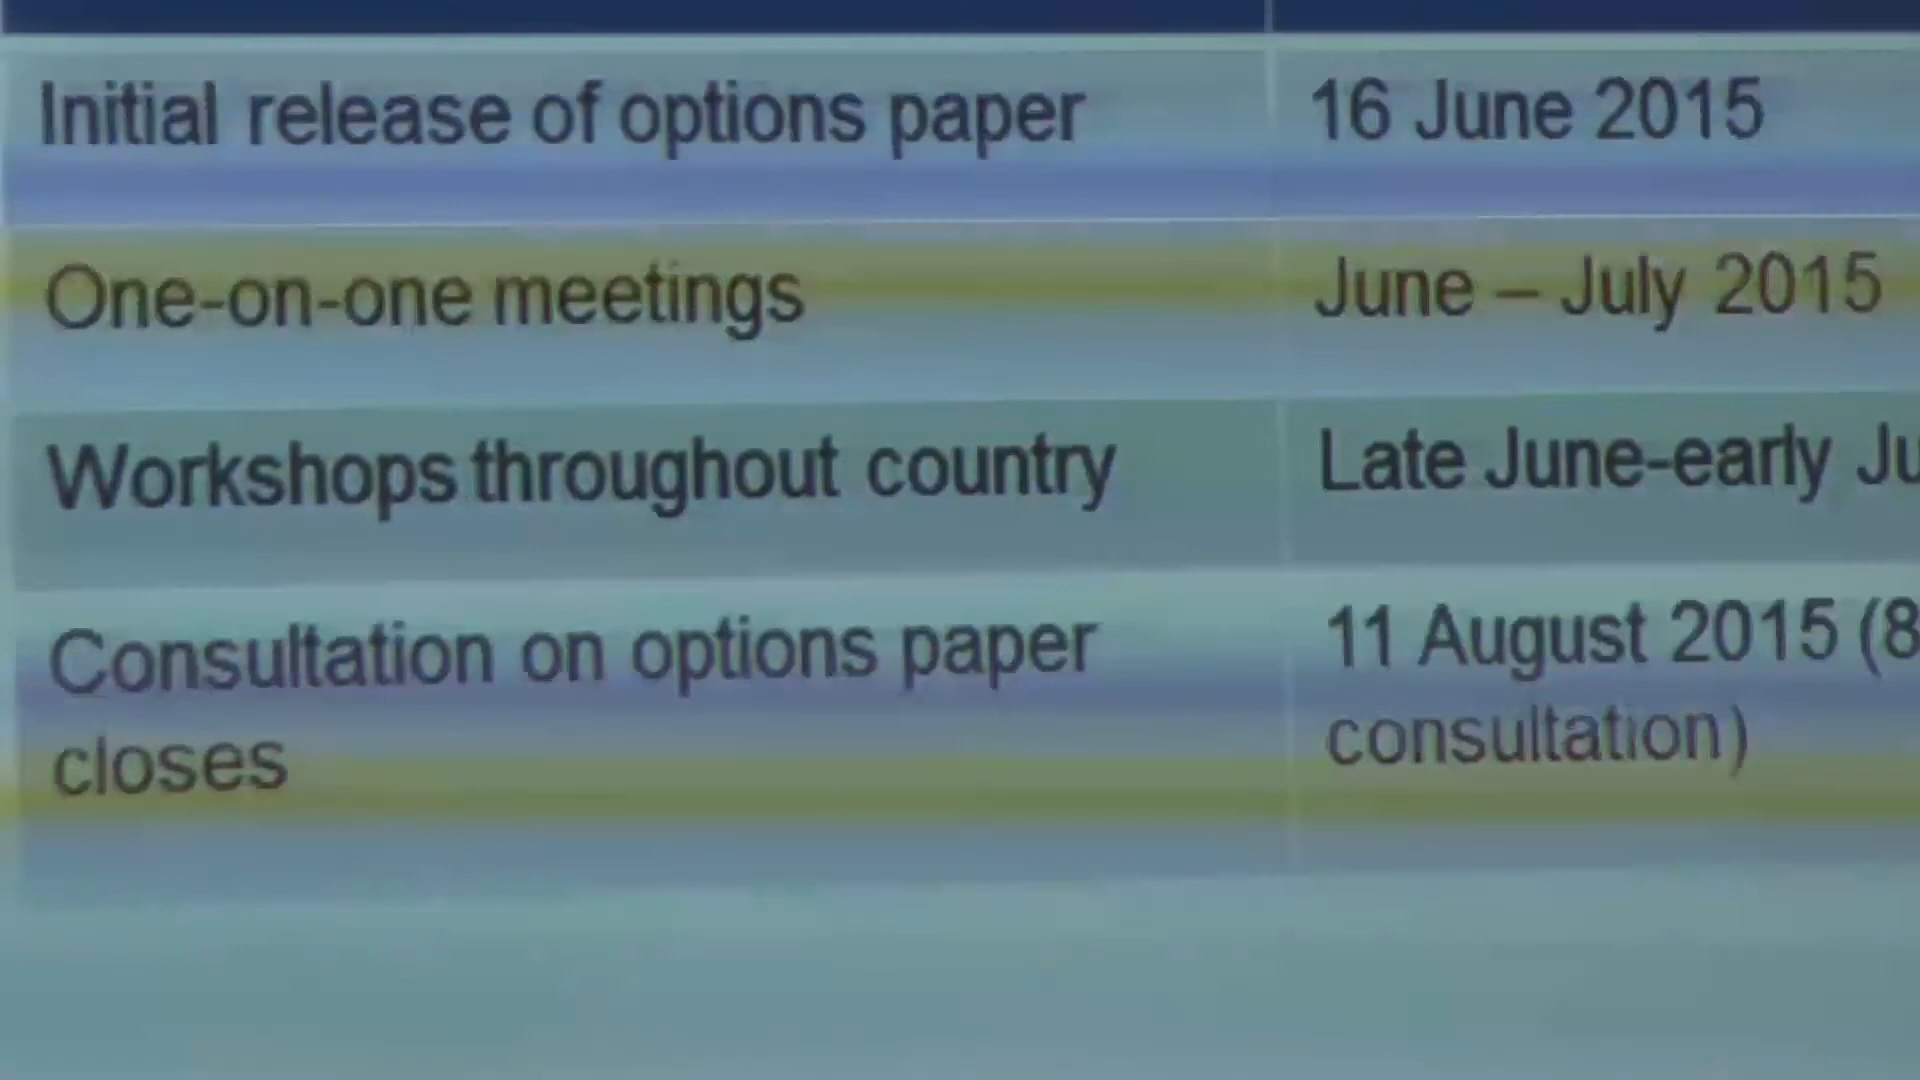 Initial release of options paper 16 June 2015
One-on-one meetings June – July 2015
Workshops throughout country Late June-early
Consultation on options paper 11 August 2015 (8
closes consultation)